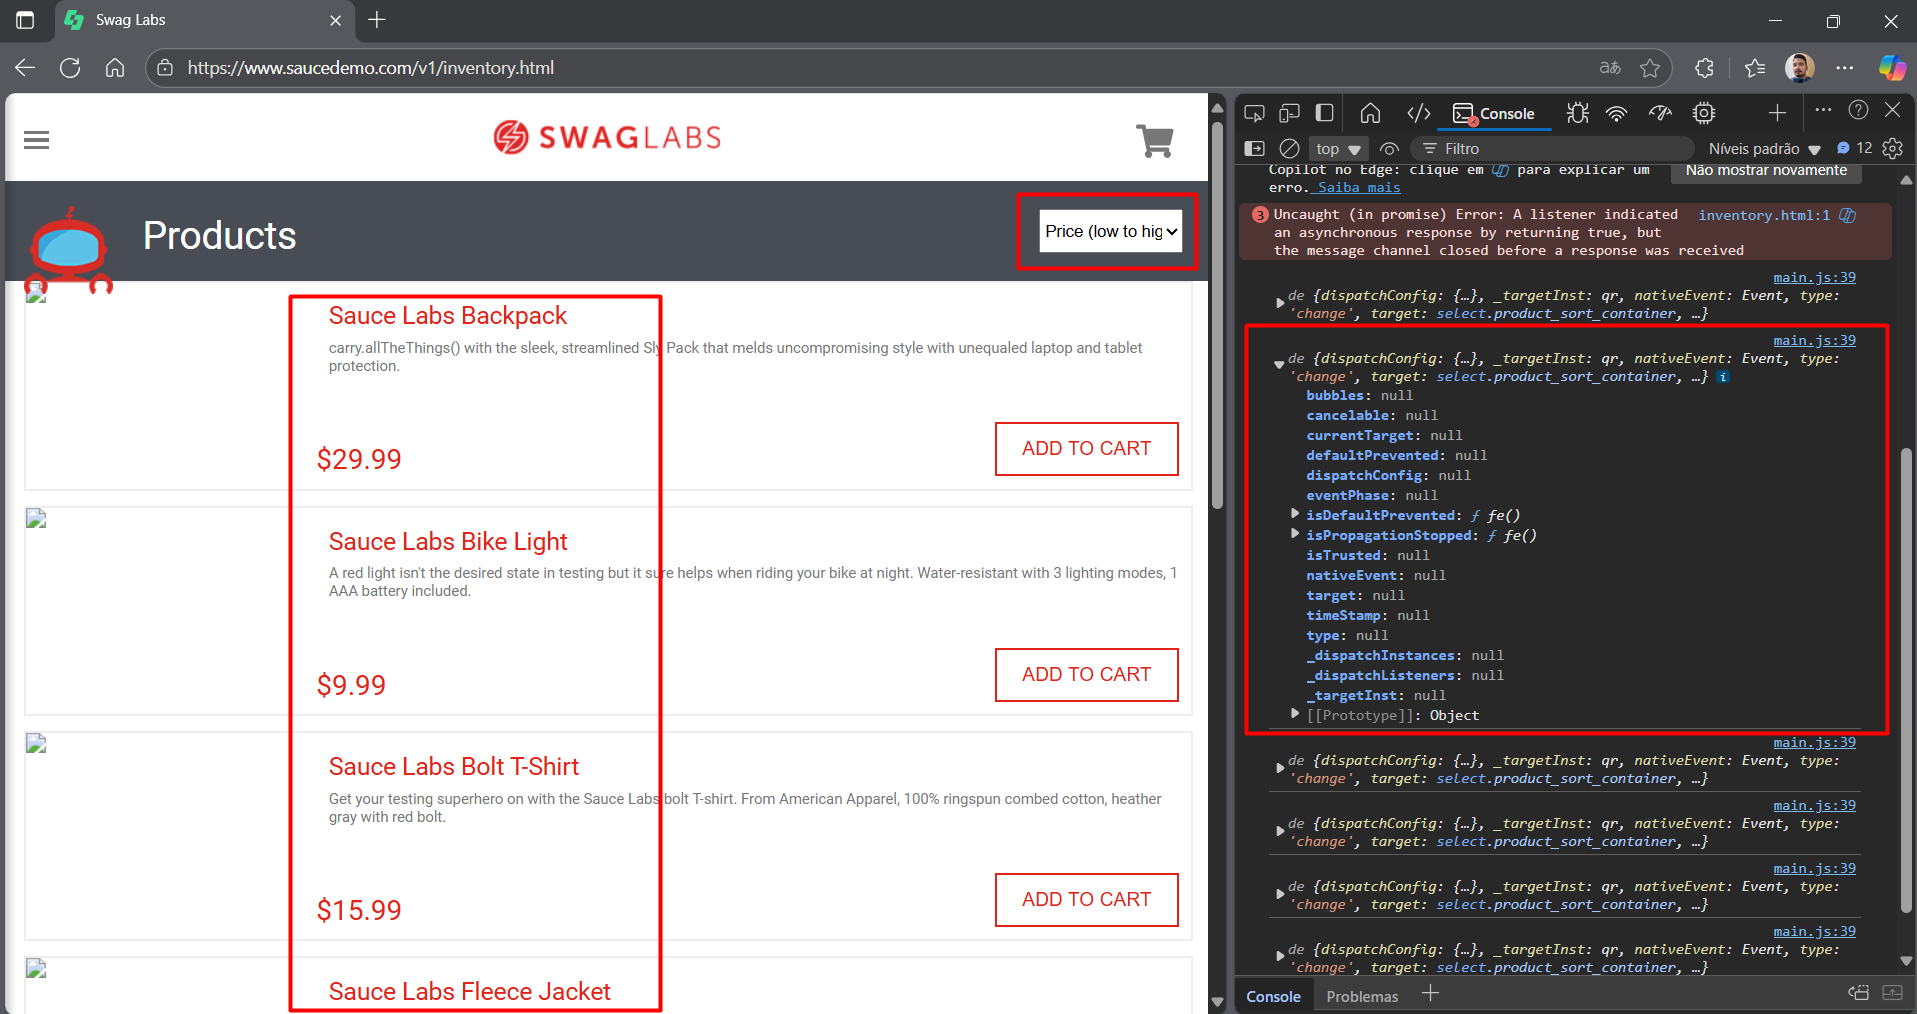 Swag Labs
https://www.saucedemo.com/v1/inventory.html
SWAGLABS
Products
Price (low to hig
Sauce Labs Backpack
carry.allTheThings() with the sleek, streamlined Sly Pack that melds uncompromising style with unequaled laptop and tablet
protection.
$29.99
ADD TO CART
Sauce Labs Bike Light
A red light isn't the desired state in testing but it sure helps when riding your bike at night. Water-resistant with 3 lighting modes, 1
AAA battery included.
$9.99
ADD TO CART
Sauce Labs Bolt T-Shirt
Get your testing superhero on with the Sauce Labs bolt T-shirt. From American Apparel, 100% ringspun combed cotton, heather
gray with red bolt.
$15.99
ADD TO CART
Sauce Labs Fleece Jacket
Console
top
Filtro
Níveis padrão
12
Copilot no Edge: clique em para explicar um
erro. Saiba mais
Não mostrar novamente
3 Uncaught (in promise) Error: A listener indicated inventory.html:1
an asynchronous response by returning true, but
the message channel closed before a response was received
main.js:39
de {dispatchConfig: {…}, _targetInst: qr, nativeEvent: Event, type:
'change', target: select.product_sort_container, …}
main.js:39
de {dispatchConfig: {…}, _targetInst: qr, nativeEvent: Event, type:
'change', target: select.product_sort_container, …} i
bubbles: null
cancelable: null
currentTarget: null
defaultPrevented: null
dispatchConfig: null
eventPhase: null
isDefaultPrevented: ƒ fe()
isPropagationStopped: ƒ fe()
isTrusted: null
nativeEvent: null
target: null
timeStamp: null
type: null
_dispatchInstances: null
_dispatchListeners: null
_targetInst: null
[[Prototype]]: Object
main.js:39
de {dispatchConfig: {…}, _targetInst: qr, nativeEvent: Event, type:
'change', target: select.product_sort_container, …}
main.js:39
de {dispatchConfig: {…}, _targetInst: qr, nativeEvent: Event, type:
'change', target: select.product_sort_container, …}
main.js:39
de {dispatchConfig: {…}, _targetInst: qr, nativeEvent: Event, type:
'change', target: select.product_sort_container, …}
main.js:39
de {dispatchConfig: {…}, _targetInst: qr, nativeEvent: Event, type:
'change', target: select.product_sort_container, …}
Console
Problemas